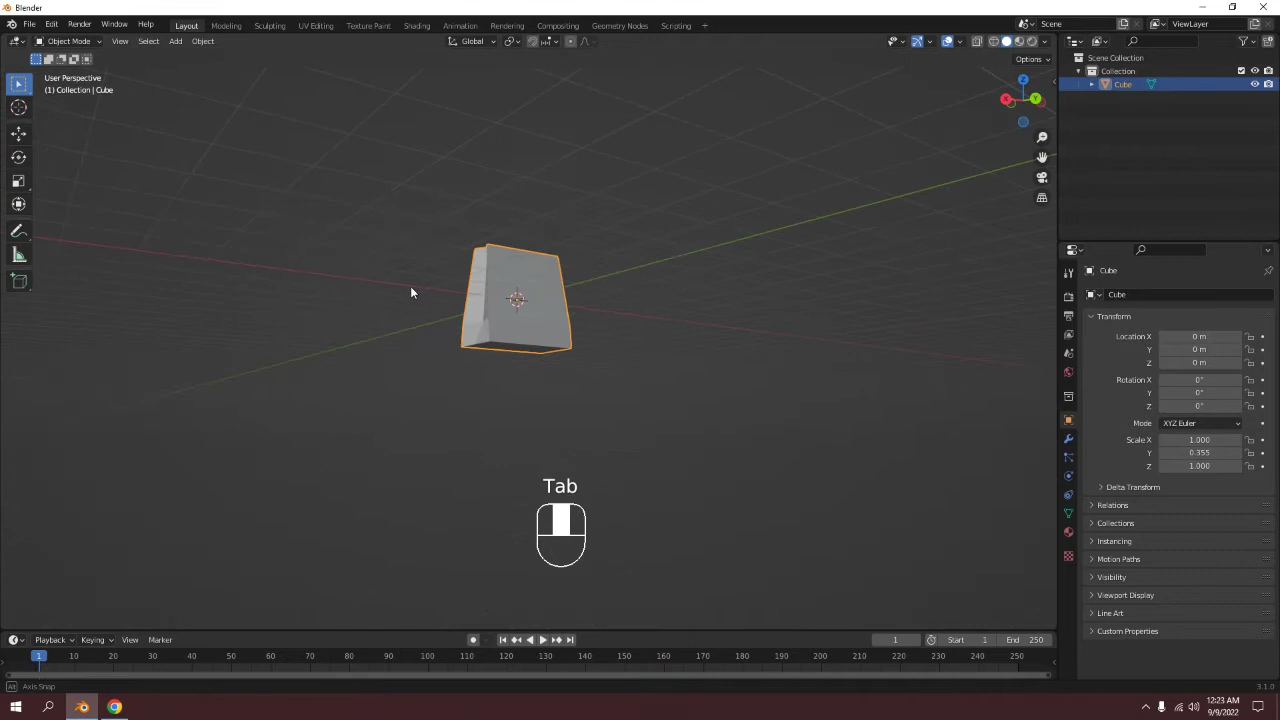 Blender
File Edit Render Window Help Layout Modeling Sculpting UV Editing Texture Paint Shading Animation Rendering Compositing Geometry Nodes Scripting + Scene ViewLayer
Object Mode View Select Add Object Global
Options
User Perspective
(1) Collection | Cube
Z
X
Y
Scene Collection
Collection
Cube
Cube
Cube
Transform
Location X 0 m
Y 0 m
Z 0 m
Rotation X 0°
Y 0°
Z 0°
Mode XYZ Euler
Scale X 1.000
Y 0.355
Z 1.000
Delta Transform
Relations
Collections
Instancing
Motion Paths
Visibility
Viewport Display
Line Art
Custom Properties
Tab
Playback Keying View Marker 1 Start 1 End 250
1 10 20 30 40 50 60 70 80 90 100 110 120 130 140 150 160 170 180 190 200 210 220 230 240 250
Alt Axis Snap 3.1.0
12:23 AM
9/9/2022